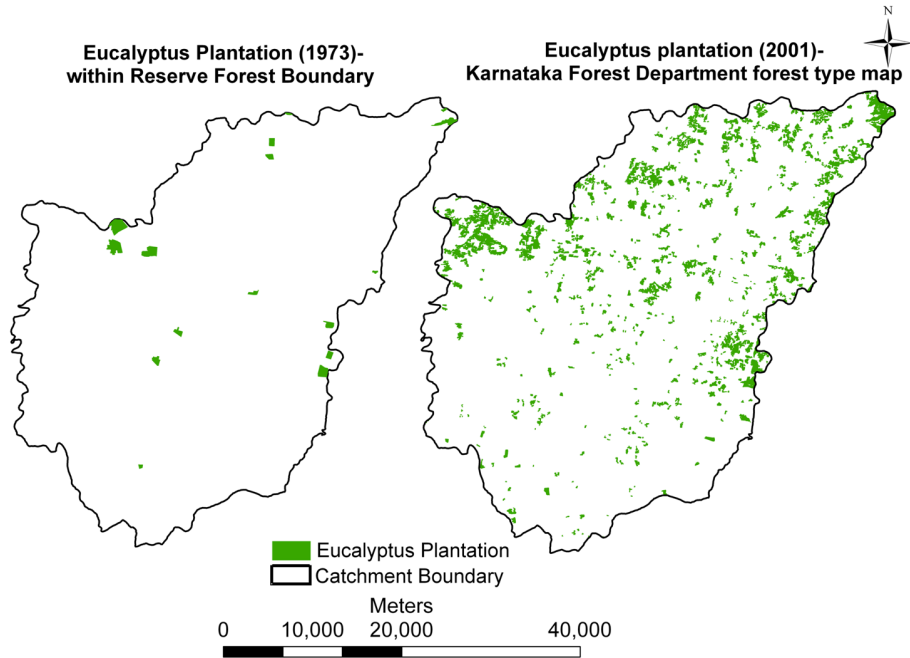 N
Eucalyptus Plantation (1973)-
within Reserve Forest Boundary
Eucalyptus plantation (2001)-
Karnataka Forest Department forest type map
Eucalyptus Plantation
Catchment Boundary
Meters
0 10,000 20,000 40,000